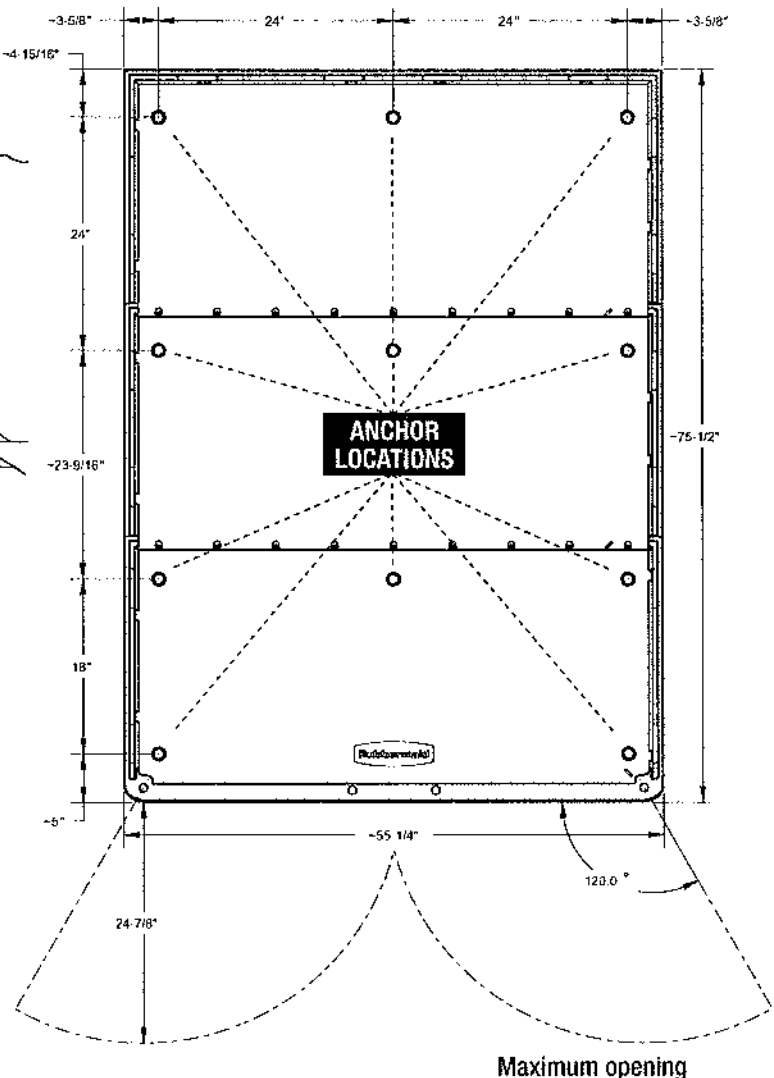 ~3-5/8" 24" 24" ~3-5/8"
~4-15/16"
24"
ANCHOR
LOCATIONS
~75-1/2"
~23-9/16"
18"
Rubbermaid
~5"
~55 1/4"
120.0 °
24-7/8"
Maximum opening